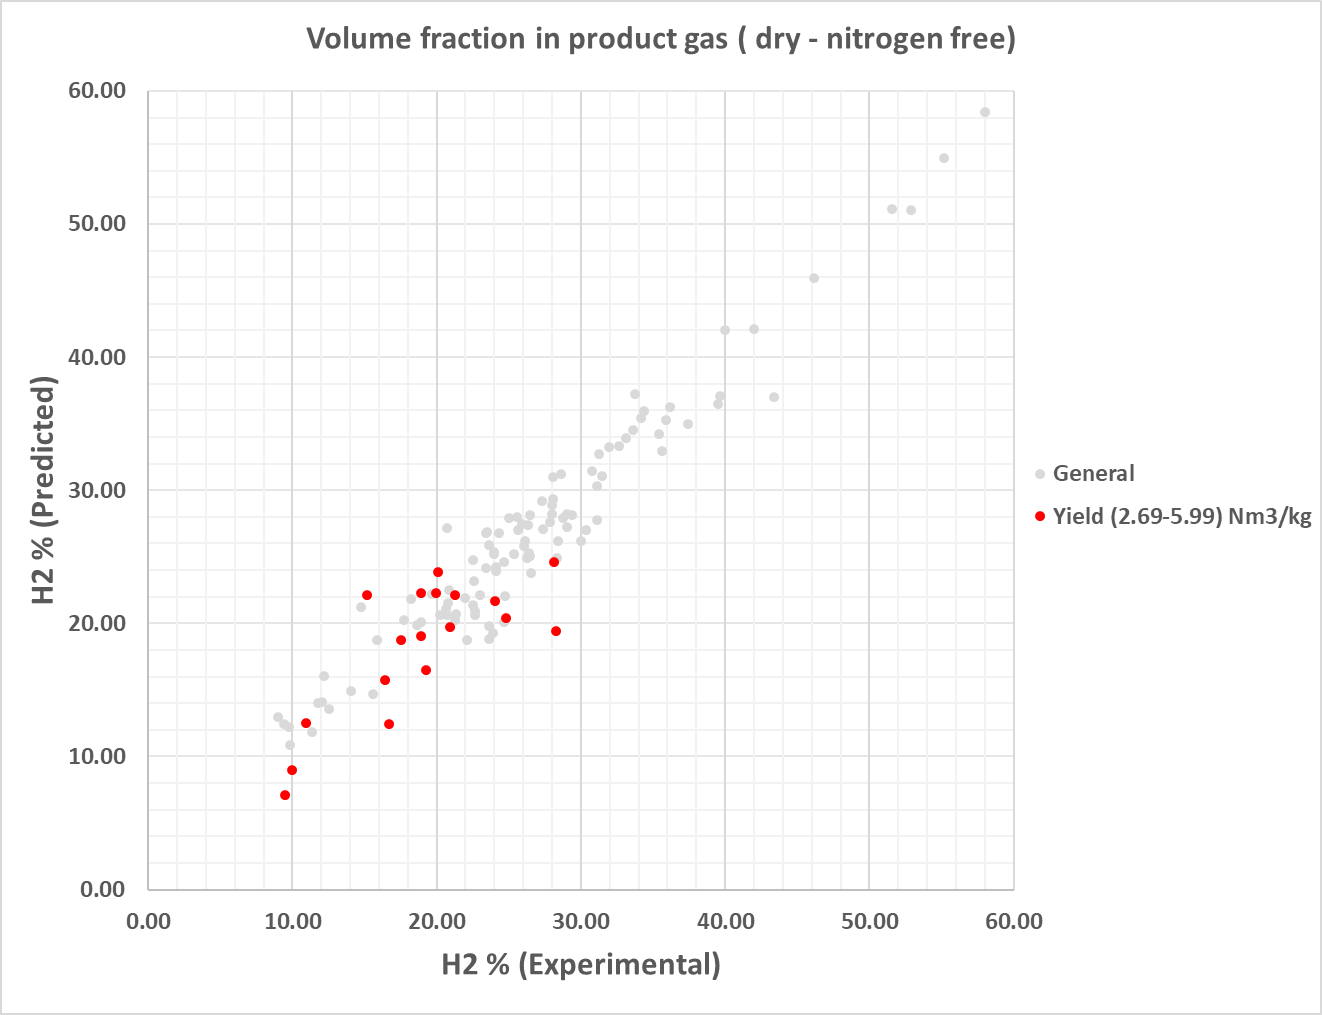 Volume fraction in product gas ( dry - nitrogen free)
60.00
50.00
40.00
30.00
20.00
10.00
0.00
H2 % (Predicted)
0.00 10.00 20.00 30.00 40.00 50.00 60.00
H2 % (Experimental)
General
Yield (2.69-5.99) Nm3/kg